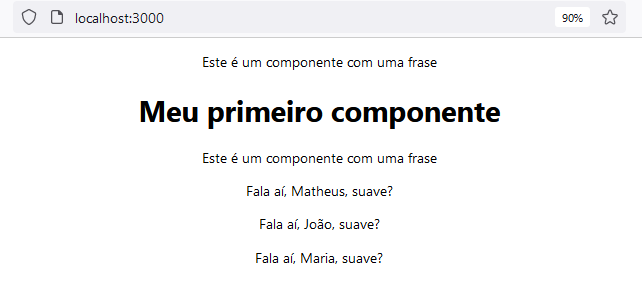 localhost:3000
90%
Este é um componente com uma frase
Meu primeiro componente
Este é um componente com uma frase
Fala aí, Matheus, suave?
Fala aí, João, suave?
Fala aí, Maria, suave?